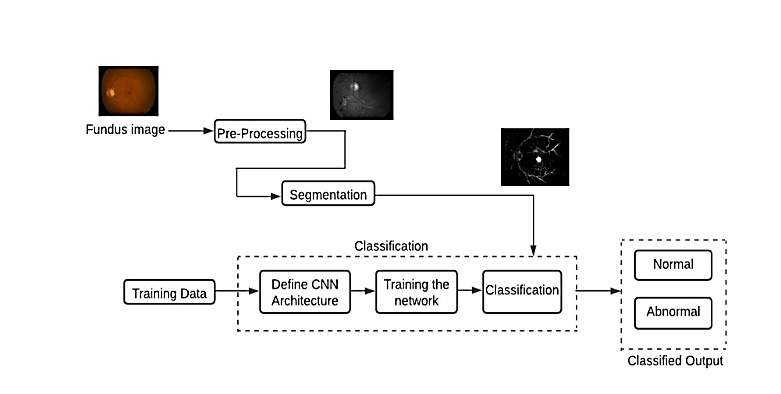 Fundus image
Pre-Processing
Segmentation
Classification
Training Data
Define CNN
Architecture
Training the
network
Classification
Normal
Abnormal
Classified Output